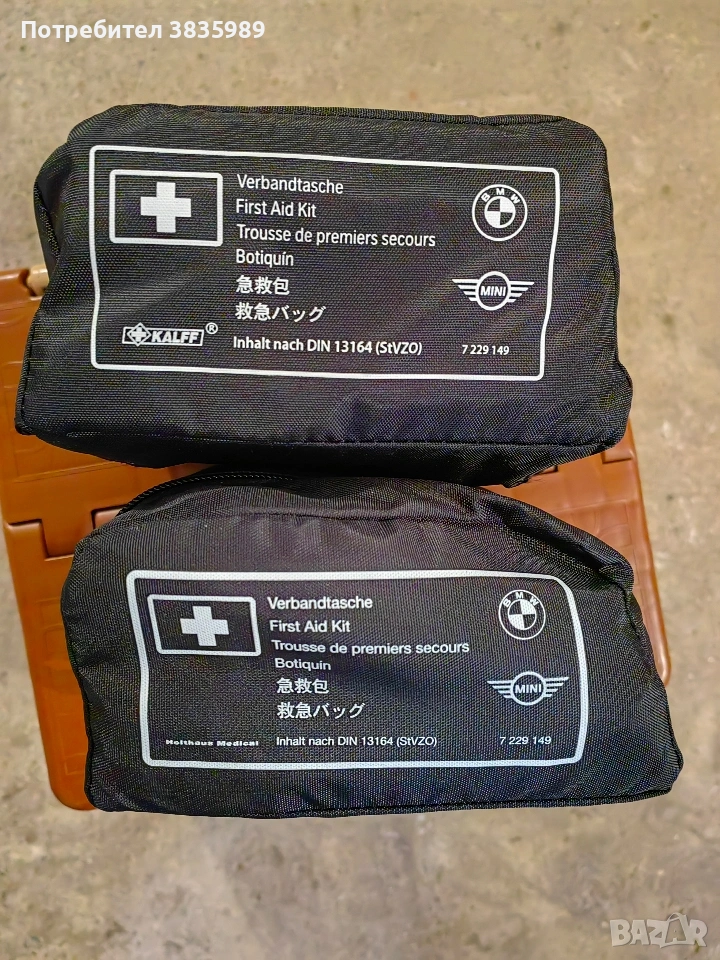 Потребител 3835989
Verbandtasche
First Aid Kit
Trousse de premiers secours
Botiquín
急救包
救急バッグ
KALFF®
Inhalt nach DIN 13164 (StVZO)
7 229 149
BMW
MINI
Verbandtasche
First Aid Kit
Trousse de premiers secours
Botiquín
急救包
救急バッグ
Holthaus Medical
Inhalt nach DIN 13164 (StVZO)
7 229 149
BMW
MINI
BAZAR